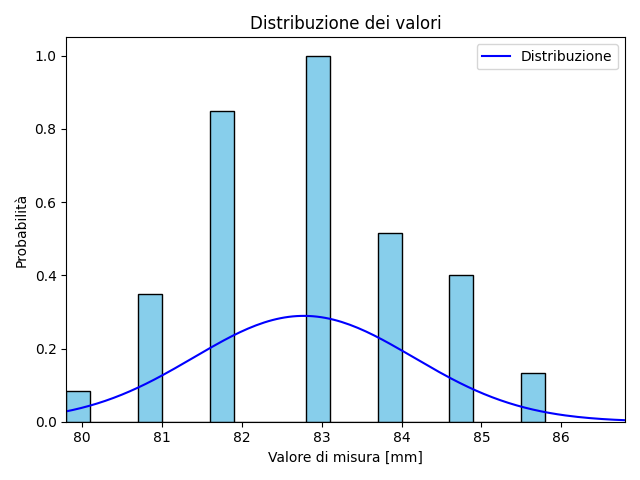 Distribuzione dei valori
Distribuzione
Probabilità
1.0
0.8
0.6
0.4
0.2
0.0
80 81 82 83 84 85 86
Valore di misura [mm]